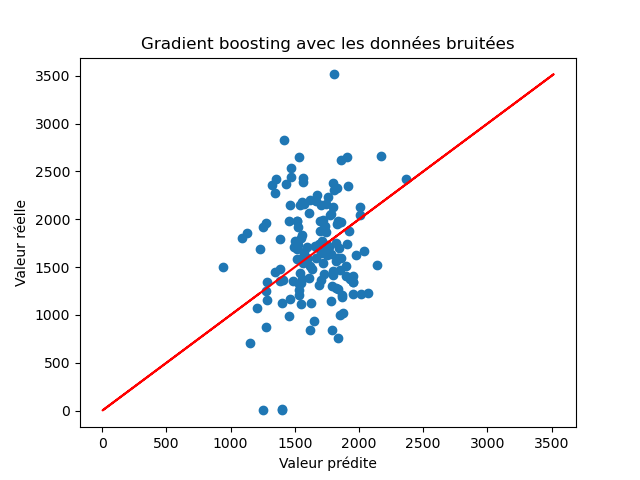 Gradient boosting avec les données bruitées
Valeur réelle
3500
3000
2500
2000
1500
1000
500
0
0 500 1000 1500 2000 2500 3000 3500
Valeur prédite